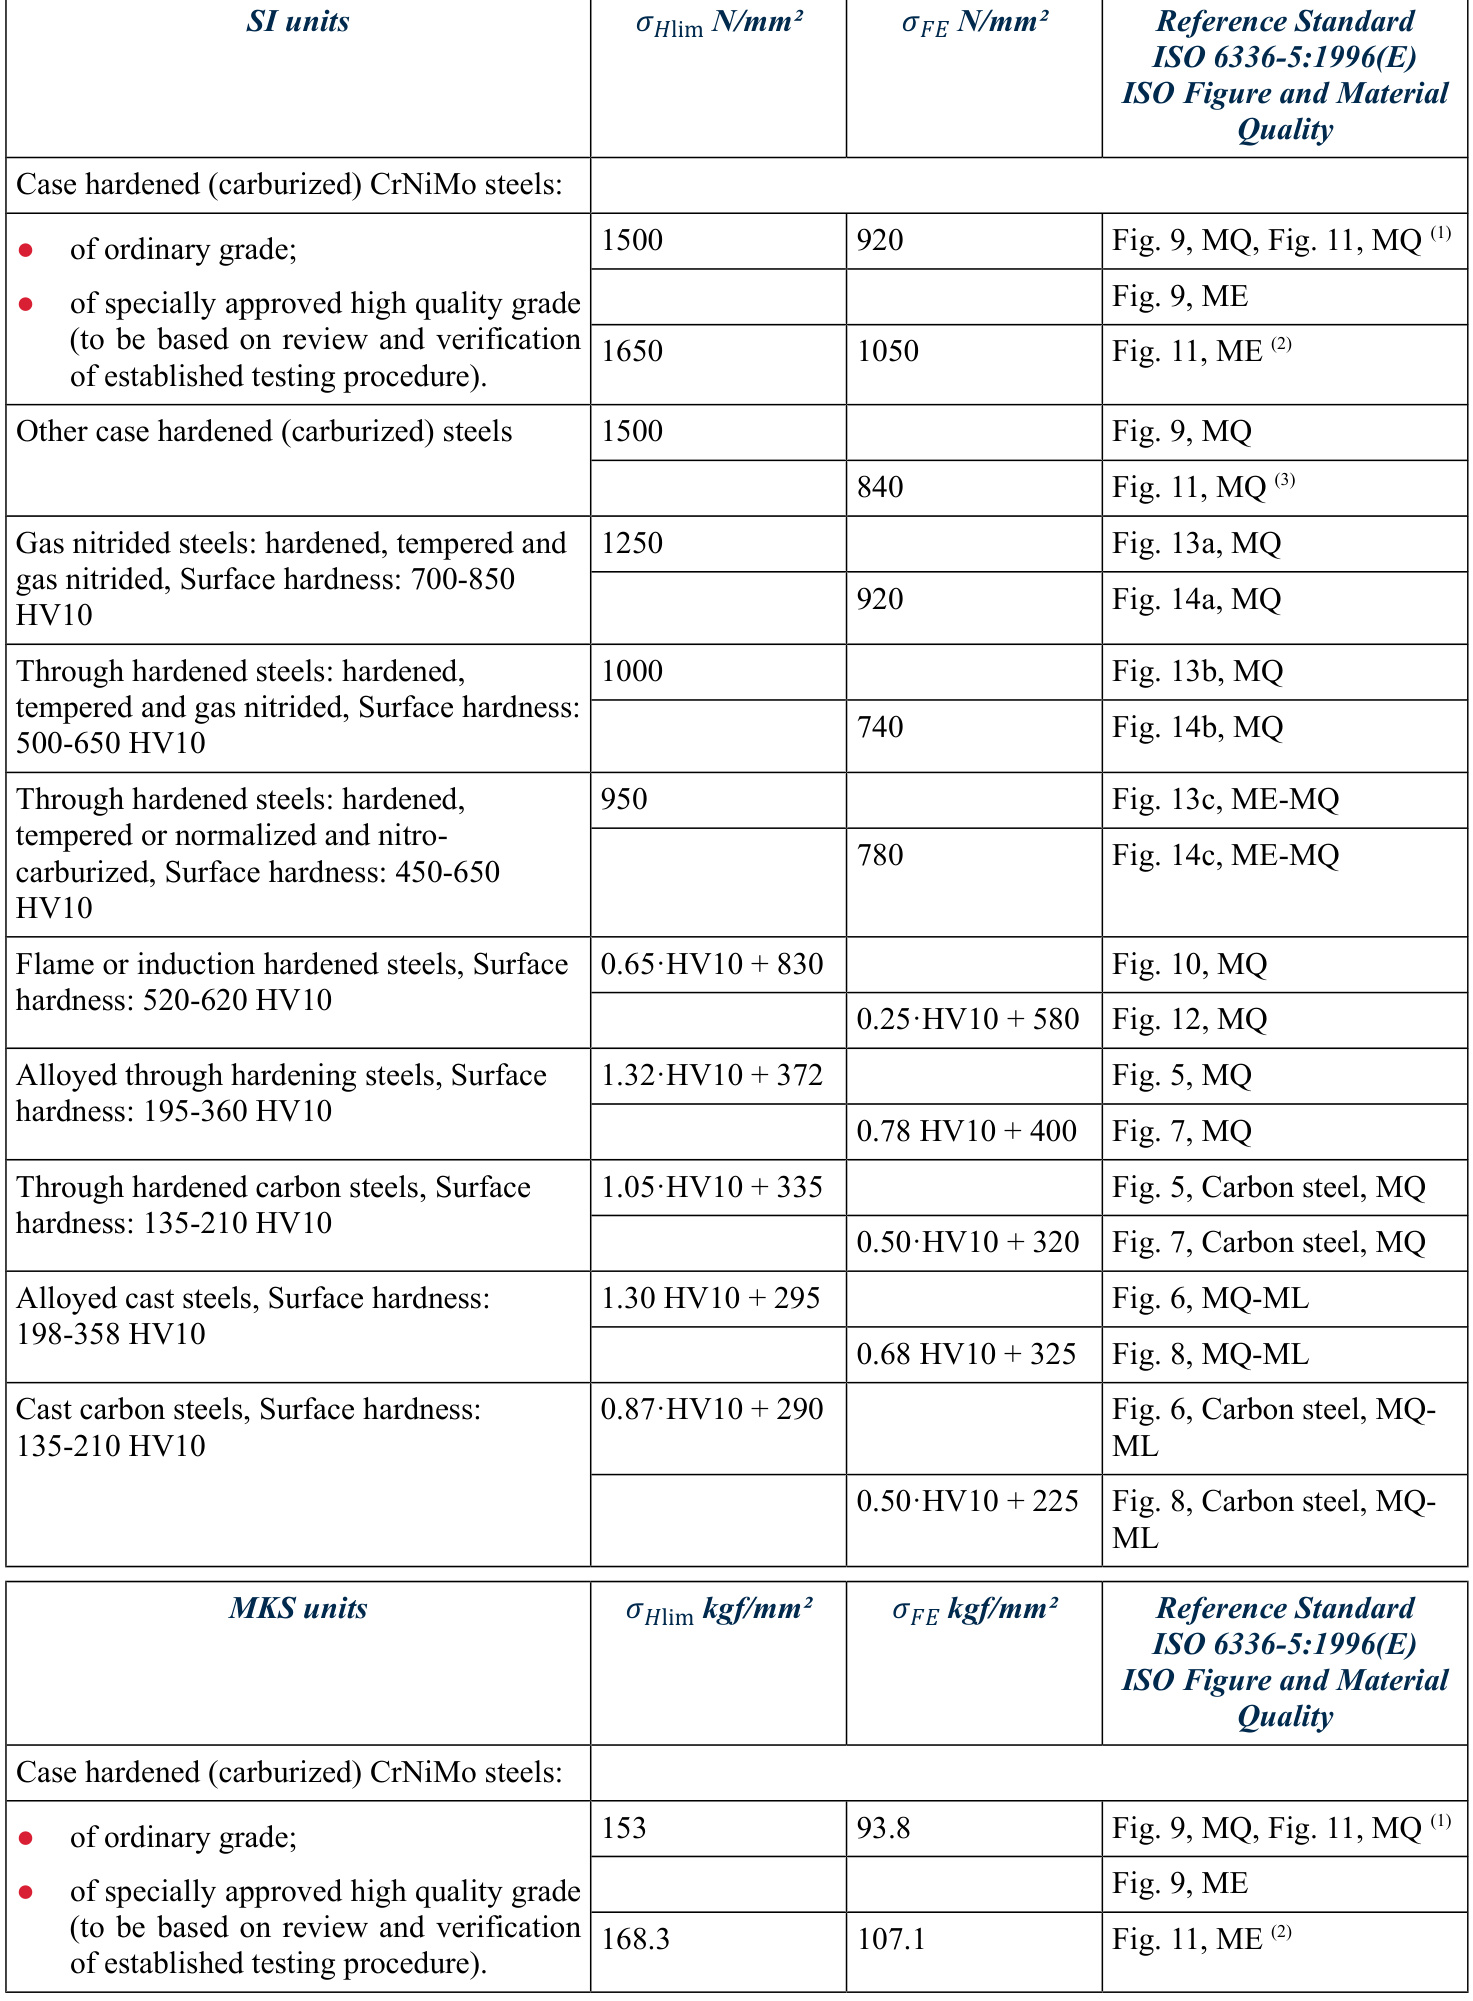 SI units
σHlim N/mm²
σFE N/mm²
Reference Standard
ISO 6336-5:1996(E)
ISO Figure and Material
Quality
Case hardened (carburized) CrNiMo steels:
● of ordinary grade;
● of specially approved high quality grade
(to be based on review and verification
of established testing procedure).
1500
920
Fig. 9, MQ, Fig. 11, MQ (1)
Fig. 9, ME
1650
1050
Fig. 11, ME (2)
Other case hardened (carburized) steels
1500
Fig. 9, MQ
840
Fig. 11, MQ (3)
Gas nitrided steels: hardened, tempered and
gas nitrided, Surface hardness: 700-850
HV10
1250
Fig. 13a, MQ
920
Fig. 14a, MQ
Through hardened steels: hardened,
tempered and gas nitrided, Surface hardness:
500-650 HV10
1000
Fig. 13b, MQ
740
Fig. 14b, MQ
Through hardened steels: hardened,
tempered or normalized and nitro-
carburized, Surface hardness: 450-650
HV10
950
Fig. 13c, ME-MQ
780
Fig. 14c, ME-MQ
Flame or induction hardened steels, Surface
hardness: 520-620 HV10
0.65·HV10 + 830
Fig. 10, MQ
0.25·HV10 + 580
Fig. 12, MQ
Alloyed through hardening steels, Surface
hardness: 195-360 HV10
1.32·HV10 + 372
Fig. 5, MQ
0.78 HV10 + 400
Fig. 7, MQ
Through hardened carbon steels, Surface
hardness: 135-210 HV10
1.05·HV10 + 335
Fig. 5, Carbon steel, MQ
0.50·HV10 + 320
Fig. 7, Carbon steel, MQ
Alloyed cast steels, Surface hardness:
198-358 HV10
1.30 HV10 + 295
Fig. 6, MQ-ML
0.68 HV10 + 325
Fig. 8, MQ-ML
Cast carbon steels, Surface hardness:
135-210 HV10
0.87·HV10 + 290
Fig. 6, Carbon steel, MQ-
ML
0.50·HV10 + 225
Fig. 8, Carbon steel, MQ-
ML
MKS units
σHlim kgf/mm²
σFE kgf/mm²
Reference Standard
ISO 6336-5:1996(E)
ISO Figure and Material
Quality
Case hardened (carburized) CrNiMo steels:
● of ordinary grade;
● of specially approved high quality grade
(to be based on review and verification
of established testing procedure).
153
93.8
Fig. 9, MQ, Fig. 11, MQ (1)
Fig. 9, ME
168.3
107.1
Fig. 11, ME (2)